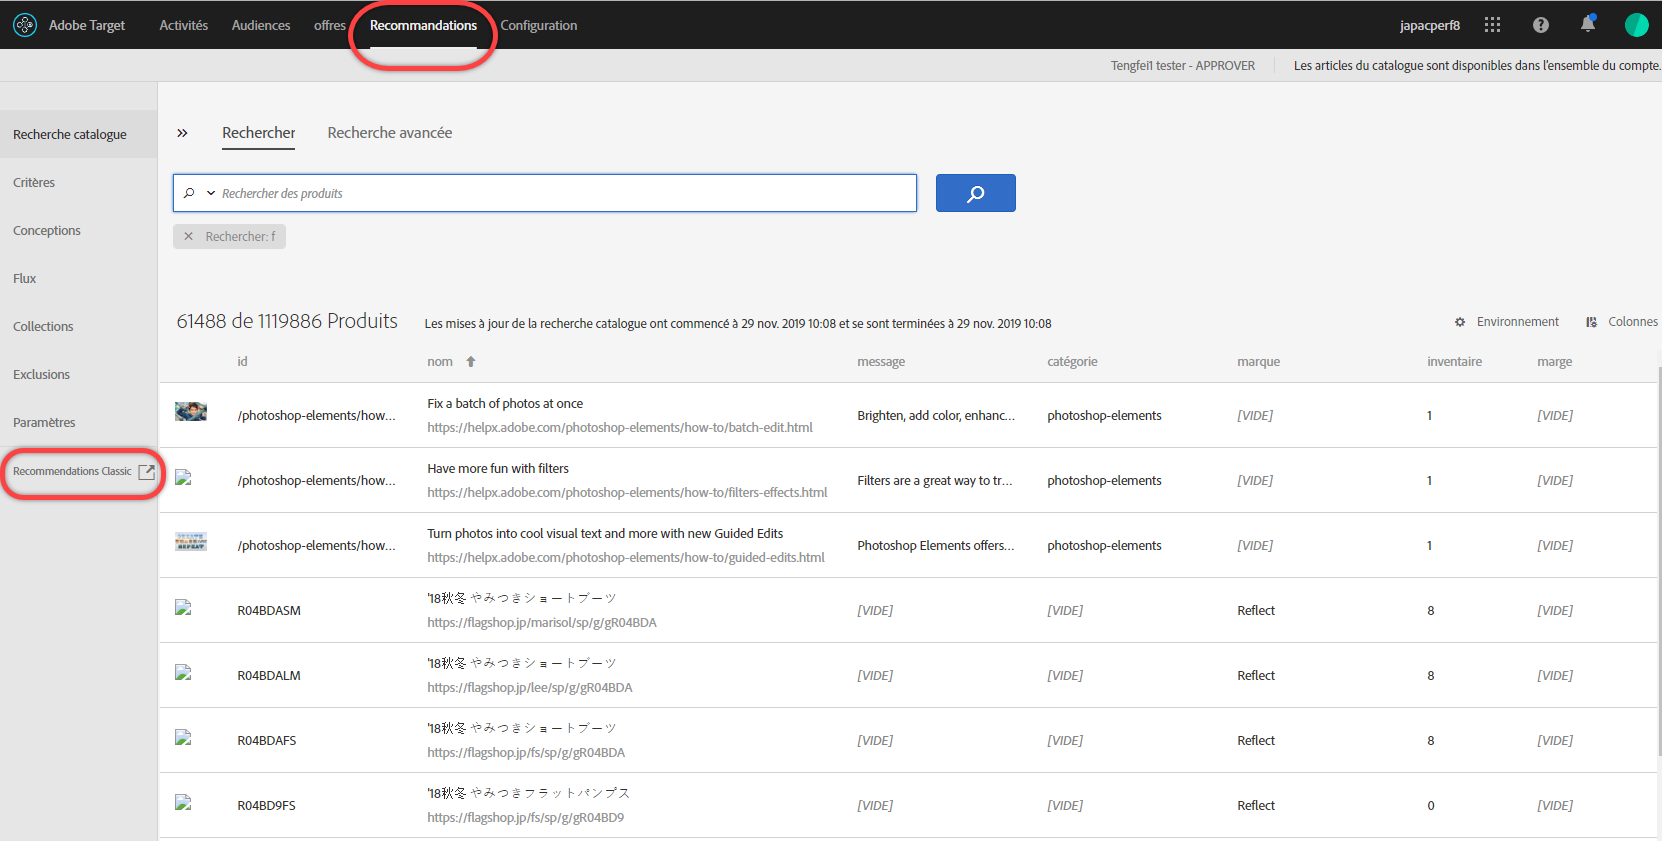 Adobe Target Activités Audiences offres Recommandations Configuration japacperf8
Tengfei1 tester - APPROVER Les articles du catalogue sont disponibles dans l'ensemble du compte.
Recherche catalogue
Critères
Conceptions
Flux
Collections
Exclusions
Paramètres
Recommendations Classic
Rechercher Recherche avancée
Rechercher des produits
Rechercher: f
61488 de 1119886 Produits Les mises à jour de la recherche catalogue ont commencé à 29 nov. 2019 10:08 et se sont terminées à 29 nov. 2019 10:08 Environnement Colonnes
id nom message catégorie marque inventaire marge
Fix a batch of photos at once
/photoshop-elements/how... Brighten, add color, enhanc... photoshop-elements [VIDE] 1 [VIDE]
https://helpx.adobe.com/photoshop-elements/how-to/batch-edit.html
Have more fun with filters
/photoshop-elements/how... Filters are a great way to tr... photoshop-elements [VIDE] 1 [VIDE]
https://helpx.adobe.com/photoshop-elements/how-to/filters-effects.html
Turn photos into cool visual text and more with new Guided Edits
/photoshop-elements/how... Photoshop Elements offers... photoshop-elements [VIDE] 1 [VIDE]
https://helpx.adobe.com/photoshop-elements/how-to/guided-edits.html
'18秋冬 やみつきショートブーツ
R04BDASM [VIDE] [VIDE] Reflect 8 [VIDE]
https://flagshop.jp/marisol/sp/g/gR04BDA
'18秋冬 やみつきショートブーツ
R04BDALM [VIDE] [VIDE] Reflect 8 [VIDE]
https://flagshop.jp/lee/sp/g/gR04BDA
'18秋冬 やみつきショートブーツ
R04BDAFS [VIDE] [VIDE] Reflect 8 [VIDE]
https://flagshop.jp/fs/sp/g/gR04BDA
'18秋冬 やみつきフラットパンプス
R04BD9FS [VIDE] [VIDE] Reflect 0 [VIDE]
https://flagshop.jp/fs/sp/g/gR04BD9